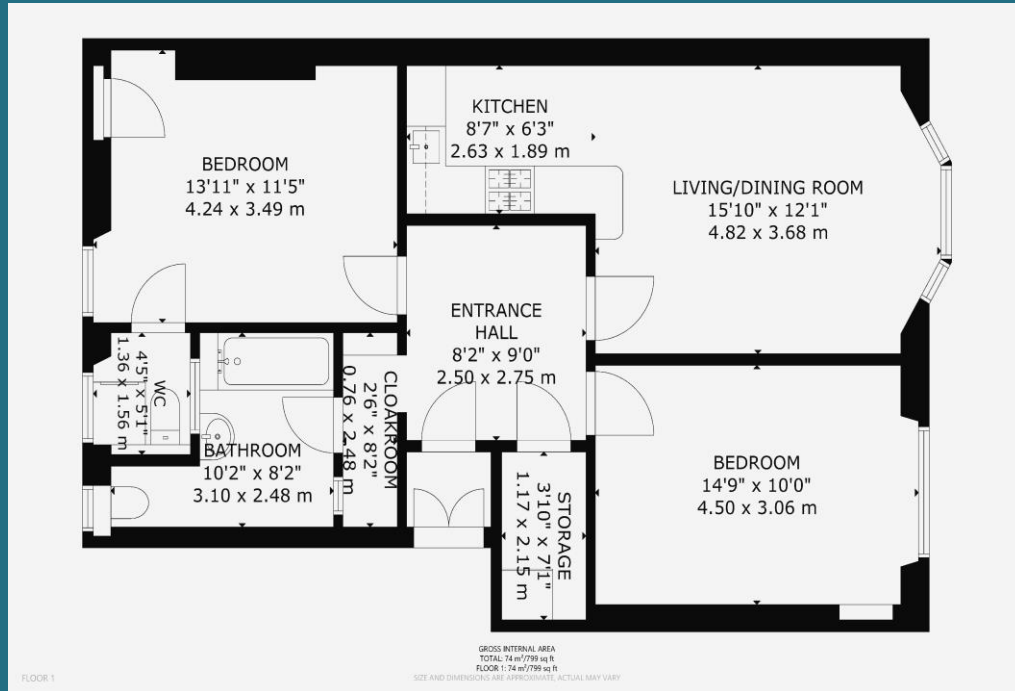 KITCHEN
8'7" x 6'3"
2.63 x 1.89 m
BEDROOM
13'11" x 11'5"
4.24 x 3.49 m
LIVING/DINING ROOM
15'10" x 12'1"
4.82 x 3.68 m
ENTRANCE
HALL
8'2" x 9'0"
2.50 x 2.75 m
WC
4'5" x 5'1"
1.36 x 1.56 m
CLOAKROOM
2'6" x 8'2"
0.76 x 2.48 m
BATHROOM
10'2" x 8'2"
3.10 x 2.48 m
BEDROOM
14'9" x 10'0"
4.50 x 3.06 m
STORAGE
3'10" x 7'1"
1.17 x 2.15 m
GROSS INTERNAL AREA
TOTAL: 74 m²/799 sq ft
FLOOR 1: 74 m²/799 sq ft
SIZE AND DIMENSIONS ARE APPROXIMATE, ACTUAL MAY VARY
FLOOR 1